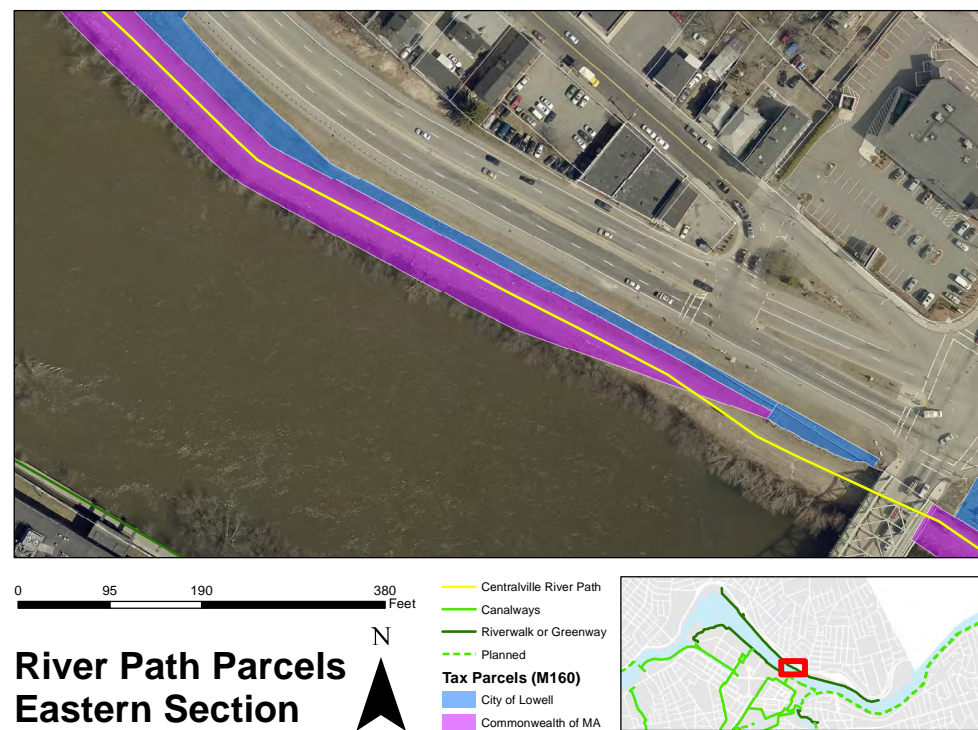 0 95 190 380
Feet
N
River Path Parcels
Eastern Section
Centralville River Path
Canalways
Riverwalk or Greenway
Planned
Tax Parcels (M160)
City of Lowell
Commonwealth of MA